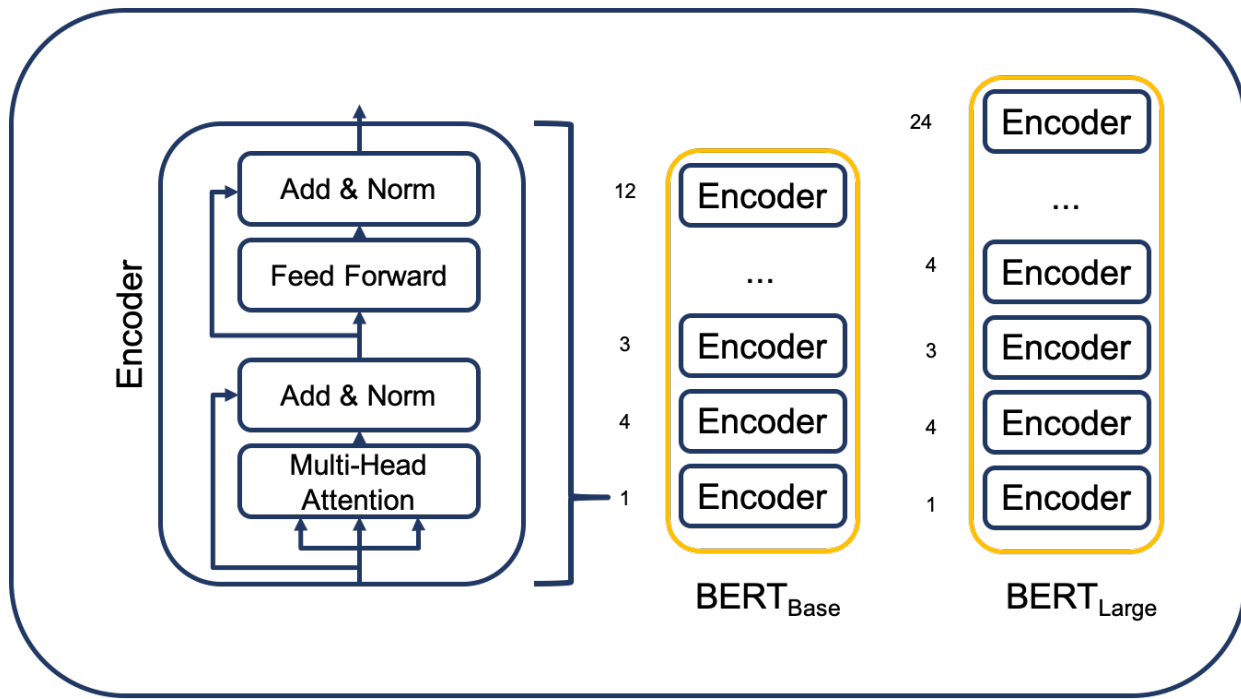 Encoder
Add & Norm
Feed Forward
Add & Norm
Multi-Head
Attention
12
Encoder
...
3
Encoder
4
Encoder
1
Encoder
BERTBase
24
Encoder
...
4
Encoder
3
Encoder
4
Encoder
1
Encoder
BERTLarge